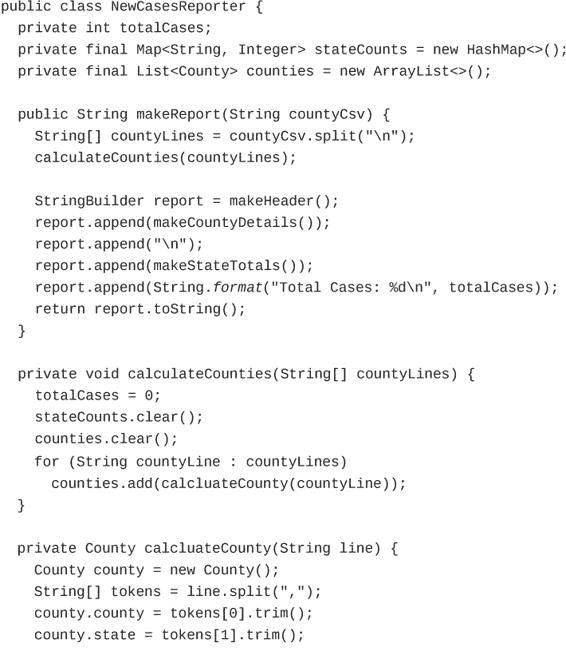 public class NewCasesReporter {
  private int totalCases;
  private final Map<String, Integer> stateCounts = new HashMap<>();
  private final List<County> counties = new ArrayList<>();

  public String makeReport(String countyCsv) {
    String[] countyLines = countyCsv.split("\n");
    calculateCounties(countyLines);

    StringBuilder report = makeHeader();
    report.append(makeCountyDetails());
    report.append("\n");
    report.append(makeStateTotals());
    report.append(String.format("Total Cases: %d\n", totalCases));
    return report.toString();
  }

  private void calculateCounties(String[] countyLines) {
    totalCases = 0;
    stateCounts.clear();
    counties.clear();
    for (String countyLine : countyLines)
      counties.add(calcluateCounty(countyLine));
  }

  private County calcluateCounty(String line) {
    County county = new County();
    String[] tokens = line.split(",");
    county.county = tokens[0].trim();
    county.state = tokens[1].trim();